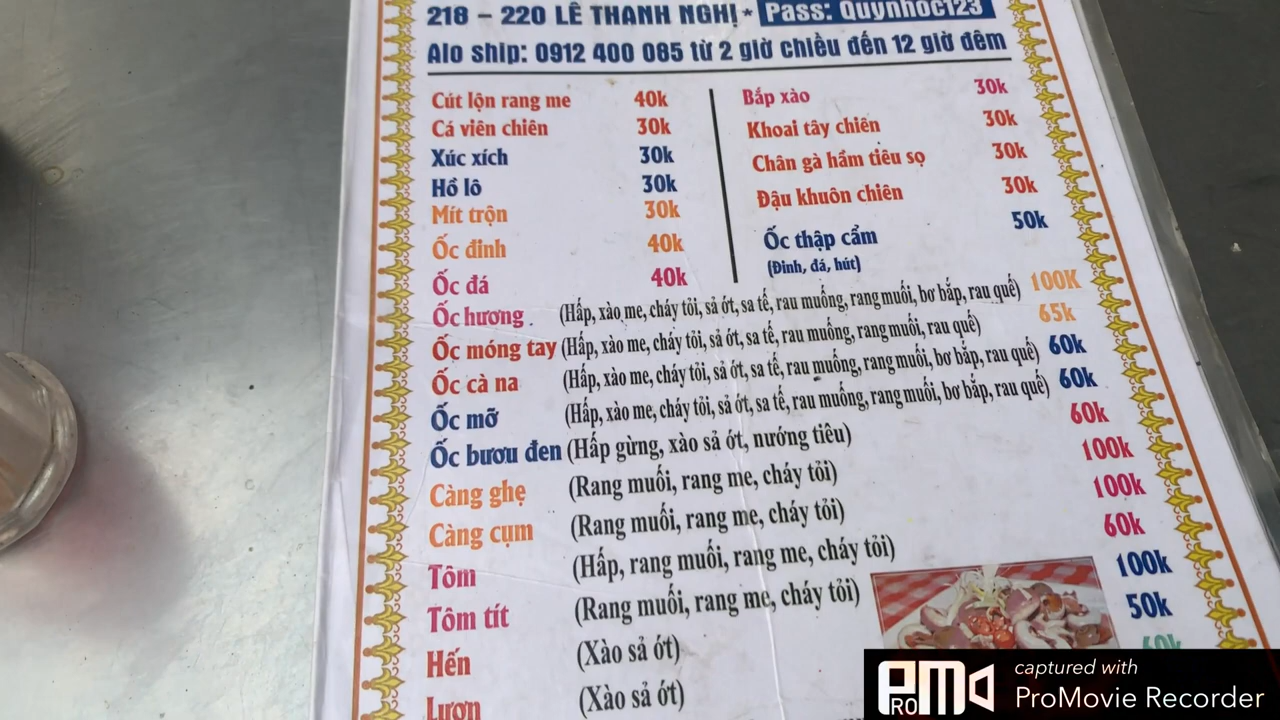 218 – 220 LÊ THANH NGHỊ * Pass: Quynhoc123
Alo ship: 0912 400 085 từ 2 giờ chiều đến 12 giờ đêm
Cút lộn rang me 40k
Cá viên chiên 30k
Xúc xích 30k
Hồ lô 30k
Mít trộn 30k
Ốc đinh 40k
Ốc đá 40k
Bắp xào 30k
Khoai tây chiên 30k
Chân gà hầm tiêu sọ 30k
Đậu khuôn chiên 30k
Ốc thập cẩm 50k
(Đinh, đá, hút)
Ốc hương (Hấp, xào me, cháy tỏi, sả ớt, sa tế, rau muống, rang muối, bơ bắp, rau quế) 100K
Ốc móng tay (Hấp, xào me, cháy tỏi, sả ớt, sa tế, rau muống, rang muối, rau quế) 65k
Ốc cà na (Hấp, xào me, cháy tỏi, sả ớt, sa tế, rau muống, rang muối, bơ bắp, rau quế) 60k
Ốc mỡ (Hấp, xào me, cháy tỏi, sả ớt, sa tế, rau muống, rang muối, bơ bắp, rau quế) 60k
Ốc bươu đen (Hấp gừng, xào sả ớt, nướng tiêu) 60k
Càng ghẹ (Rang muối, rang me, cháy tỏi) 100k
Càng cụm (Rang muối, rang me, cháy tỏi) 100k
Tôm (Hấp, rang muối, rang me, cháy tỏi) 60k
Tôm tít (Rang muối, rang me, cháy tỏi) 100k
Hến (Xào sả ớt) 50k
Lươn (Xào sả ớt) 60k
PROM captured with
ProMovie Recorder